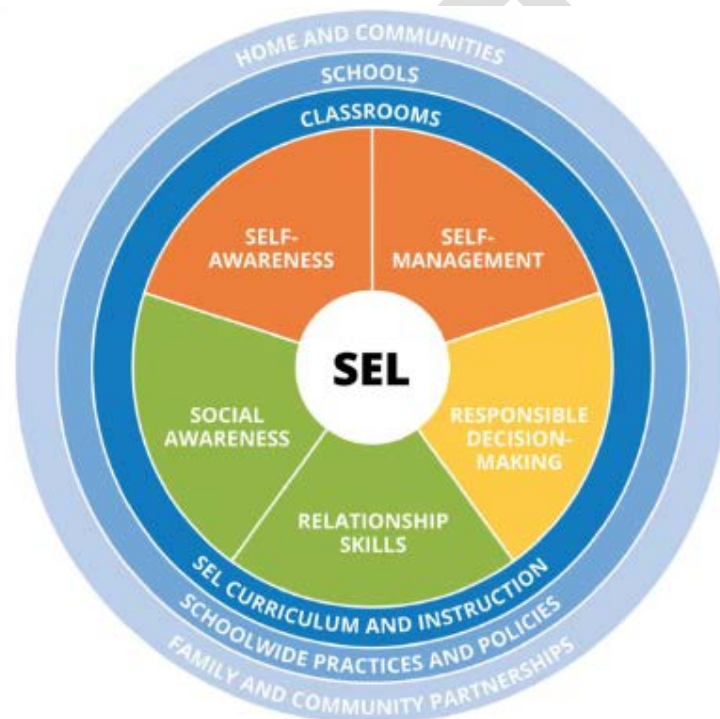 HOME AND COMMUNITIES
SCHOOLS
CLASSROOMS
SELF-
AWARENESS
SELF-
MANAGEMENT
SEL
SOCIAL
AWARENESS
RESPONSIBLE
DECISION-
MAKING
RELATIONSHIP
SKILLS
SEL CURRICULUM AND INSTRUCTION
SCHOOLWIDE PRACTICES AND POLICIES
FAMILY AND COMMUNITY PARTNERSHIPS